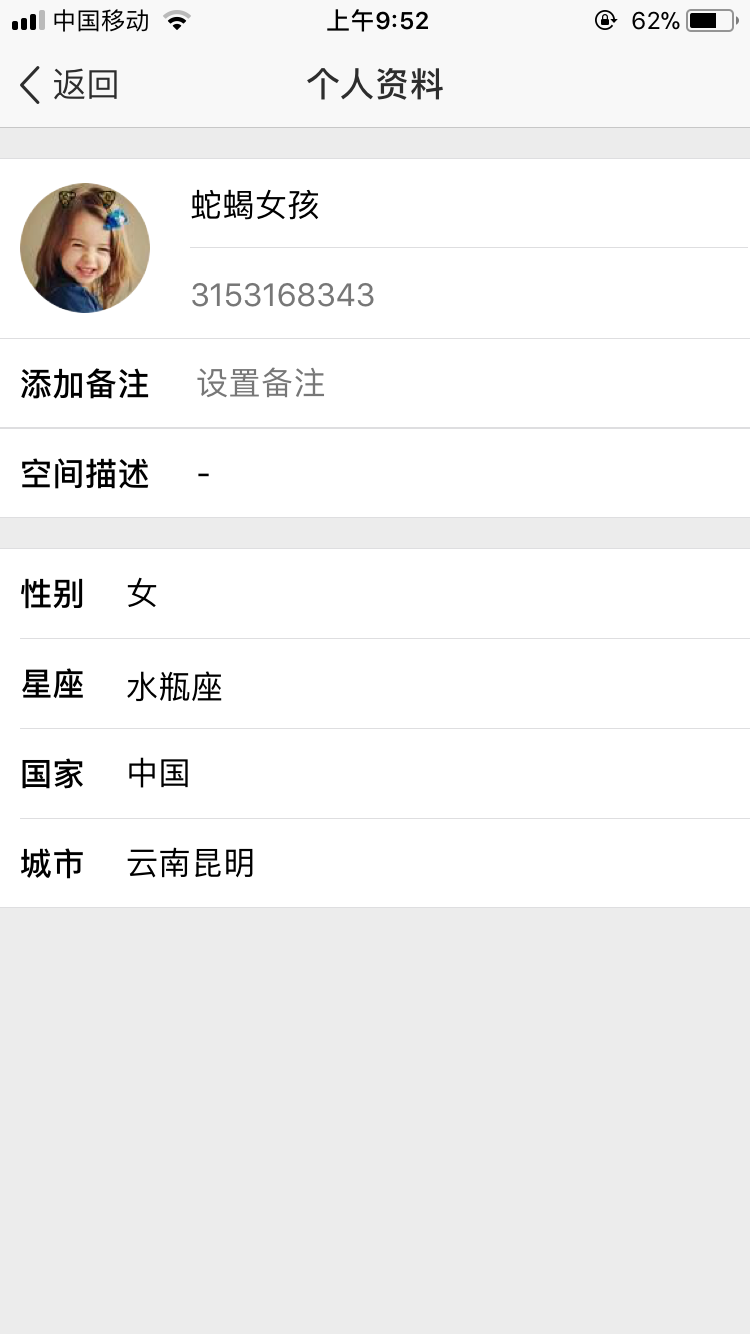 中国移动 上午9:52 62%
返回 个人资料
蛇蝎女孩
3153168343
添加备注 设置备注
空间描述 -
性别 女
星座 水瓶座
国家 中国
城市 云南昆明